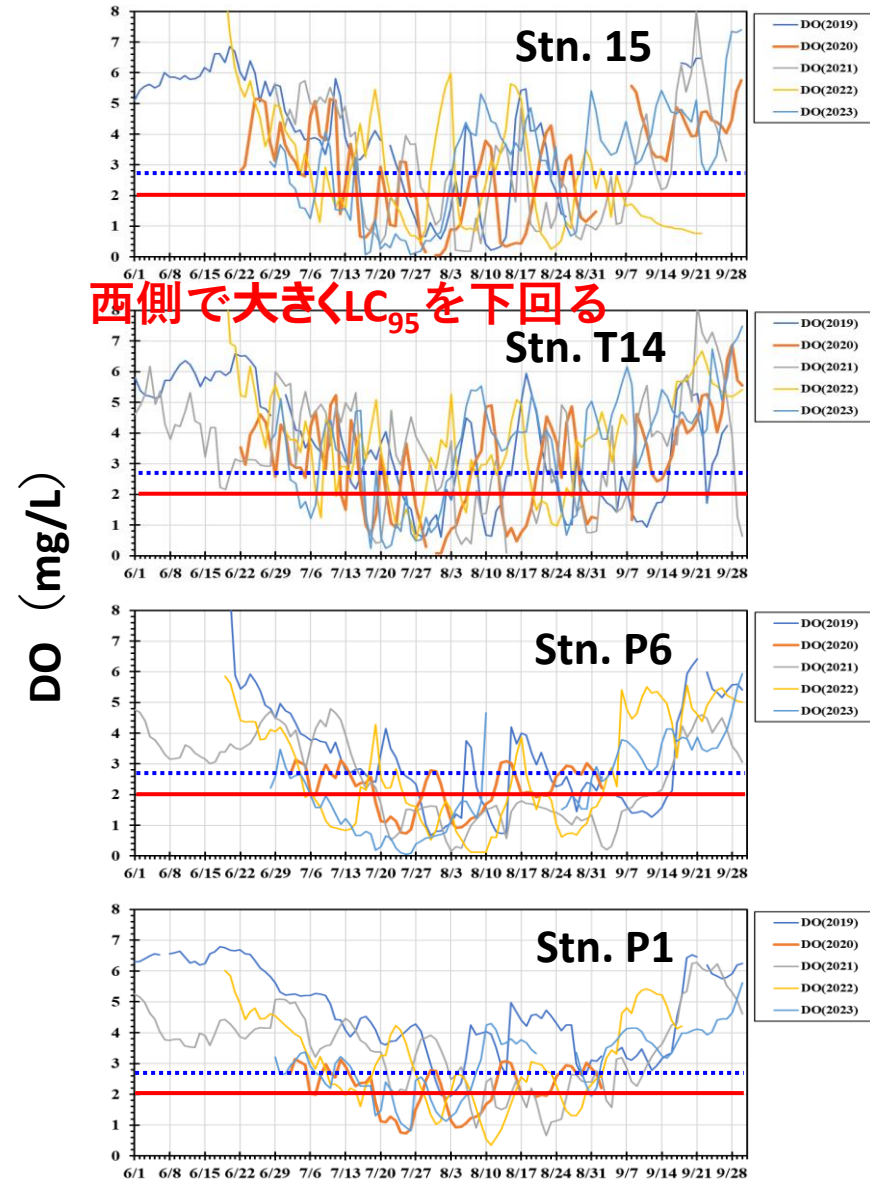 DO （mg/L）
8
7
6
5
4
3
2
1
0
Stn. 15
6/1 6/8 6/15 6/22 6/29 7/6 7/13 7/20 7/27 8/3 8/10 8/17 8/24 8/31 9/7 9/14 9/21 9/28
DO(2019)
DO(2020)
DO(2021)
DO(2022)
DO(2023)
西側で大きくLC95 を下回る
8
7
6
5
4
3
2
1
0
Stn. T14
6/1 6/8 6/15 6/22 6/29 7/6 7/13 7/20 7/27 8/3 8/10 8/17 8/24 8/31 9/7 9/14 9/21 9/28
DO(2019)
DO(2020)
DO(2021)
DO(2022)
DO(2023)
8
7
6
5
4
3
2
1
0
Stn. P6
6/1 6/8 6/15 6/22 6/29 7/6 7/13 7/20 7/27 8/3 8/10 8/17 8/24 8/31 9/7 9/14 9/21 9/28
DO(2019)
DO(2020)
DO(2021)
DO(2022)
DO(2023)
8
7
6
5
4
3
2
1
0
Stn. P1
6/1 6/8 6/15 6/22 6/29 7/6 7/13 7/20 7/27 8/3 8/10 8/17 8/24 8/31 9/7 9/14 9/21 9/28
DO(2019)
DO(2020)
DO(2021)
DO(2022)
DO(2023)